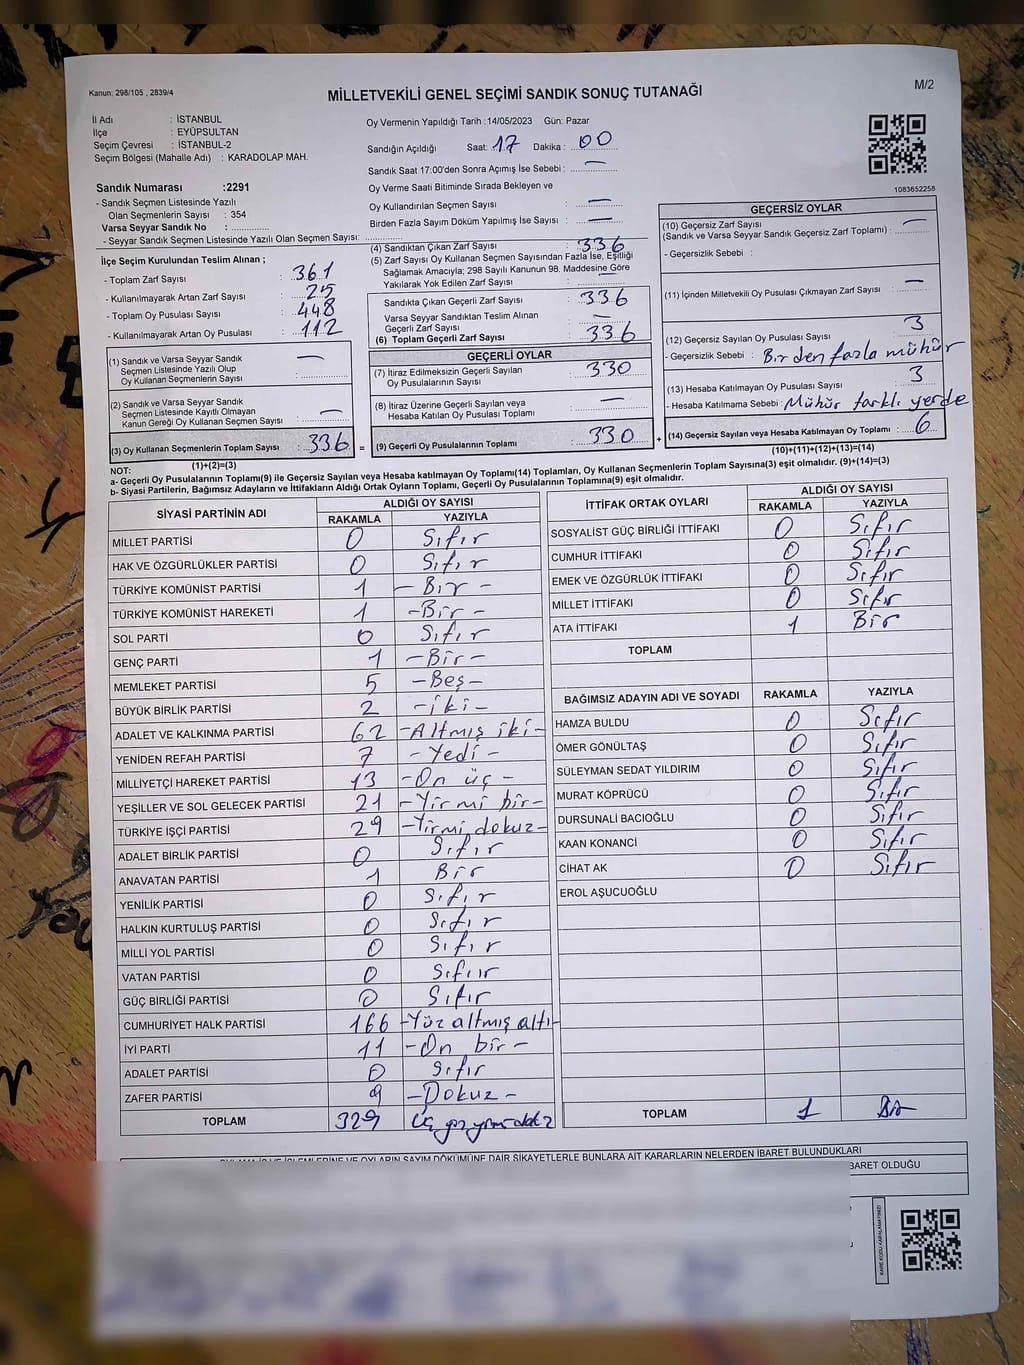 Kanun: 298/105 , 2839/4
MİLLETVEKİLİ GENEL SEÇİMİ SANDIK SONUÇ TUTANAĞI
M/2
İl Adı : İSTANBUL
İlçe : EYÜPSULTAN
Seçim Çevresi : İSTANBUL-2
Seçim Bölgesi (Mahalle Adı) : KARADOLAP MAH.
Sandık Numarası :2291
- Sandık Seçmen Listesinde Yazılı
Olan Seçmenlerin Sayısı : 354
Varsa Seyyar Sandık No :
- Seyyar Sandık Seçmen Listesinde Yazılı Olan Seçmen Sayısı:
İlçe Seçim Kurulundan Teslim Alınan ;
- Toplam Zarf Sayısı : 361
- Kullanılmayarak Artan Zarf Sayısı : 25
- Toplam Oy Pusulası Sayısı : 448
- Kullanılmayarak Artan Oy Pusulası : 112
(1) Sandık ve Varsa Seyyar Sandık
Seçmen Listesinde Yazılı Olup
Oy Kullanan Seçmenlerin Sayısı : —
(2) Sandık ve Varsa Seyyar Sandık
Seçmen Listesinde Kayıtlı Olmayan
Kanun Gereği Oy Kullanan Seçmen Sayısı : —
(3) Oy Kullanan Seçmenlerin Toplam Sayısı : 336 =
(1)+(2)=(3)
Oy Vermenin Yapıldığı Tarih :14/05/2023 Gün: Pazar
Sandığın Açıldığı Saat: 17 Dakika : 00
Sandık Saat 17:00'den Sonra Açımış İse Sebebi : —
Oy Verme Saati Bitiminde Sırada Bekleyen ve
Oy Kullandırılan Seçmen Sayısı : —
Birden Fazla Sayım Döküm Yapılmış İse Sayısı : —
(4) Sandıktan Çıkan Zarf Sayısı : 336
(5) Zarf Sayısı Oy Kullanan Seçmen Sayısından Fazla İse, Eşitliği
Sağlamak Amacıyla; 298 Sayılı Kanunun 98. Maddesine Göre
Yakılarak Yok Edilen Zarf Sayısı : —
Sandıkta Çıkan Geçerli Zarf Sayısı : 336
Varsa Seyyar Sandıktan Teslim Alınan
Geçerli Zarf Sayısı : —
(6) Toplam Geçerli Zarf Sayısı : 336
GEÇERLİ OYLAR
(7) İtiraz Edilmeksizin Geçerli Sayılan
Oy Pusulalarının Sayısı : 330
(8) İtiraz Üzerine Geçerli Sayılan veya
Hesaba Katılan Oy Pusulası Toplamı : —
(9) Geçerli Oy Pusulalarının Toplamı : 330 +
1083652258
GEÇERSİZ OYLAR
(10) Geçersiz Zarf Sayısı
(Sandık ve Varsa Seyyar Sandık Geçersiz Zarf Toplamı) : —
- Geçersizlik Sebebi :
(11) İçinden Milletvekili Oy Pusulası Çıkmayan Zarf Sayısı : —
(12) Geçersiz Sayılan Oy Pusulası Sayısı : 3
- Geçersizlik Sebebi : Birden fazla mühür
(13) Hesaba Katılmayan Oy Pusulası Sayısı : 3
- Hesaba Katılmama Sebebi : Mühür farklı yerde
(14) Geçersiz Sayılan veya Hesaba Katılmayan Oy Toplamı : 6
(10)+(11)+(12)+(13)=(14)
NOT:
a- Geçerli Oy Pusulalarının Toplamı(9) ile Geçersiz Sayılan veya Hesaba katılmayan Oy Toplamı(14) Toplamları, Oy Kullanan Seçmenlerin Toplam Sayısına(3) eşit olmalıdır. (9)+(14)=(3)
b- Siyasi Partilerin, Bağımsız Adayların ve İttifakların Aldığı Ortak Oyların Toplamı, Geçerli Oy Pusulalarının Toplamına(9) eşit olmalıdır.
SİYASİ PARTİNİN ADI ALDIĞI OY SAYISI
RAKAMLA YAZIYLA
MİLLET PARTİSİ 0 Sıfır
HAK VE ÖZGÜRLÜKLER PARTİSİ 0 Sıfır
TÜRKİYE KOMÜNİST PARTİSİ 1 - Bir -
TÜRKİYE KOMÜNİST HAREKETİ 1 -Bir -
SOL PARTİ 0 Sıfır
GENÇ PARTİ 1 -Bir-
MEMLEKET PARTİSİ 5 -Beş-
BÜYÜK BİRLİK PARTİSİ 2 -iki-
ADALET VE KALKINMA PARTİSİ 62 -Altmış iki-
YENİDEN REFAH PARTİSİ 7 - Yedi -
MİLLİYETÇİ HAREKET PARTİSİ 13 -On üç -
YEŞİLLER VE SOL GELECEK PARTİSİ 21 -Yirmi bir-
TÜRKİYE İŞÇİ PARTİSİ 29 -Yirmi dokuz-
ADALET BİRLİK PARTİSİ 0 Sıfır
ANAVATAN PARTİSİ 1 Bir
YENİLİK PARTİSİ 0 Sıfır
HALKIN KURTULUŞ PARTİSİ 0 Sıfır
MİLLİ YOL PARTİSİ 0 Sıfır
VATAN PARTİSİ 0 Sıfıır
GÜÇ BİRLİĞİ PARTİSİ 0 Sıfır
CUMHURİYET HALK PARTİSİ 166 -Yüz altmış altı-
İYİ PARTİ 11 -On bir-
ADALET PARTİSİ 0 Sıfır
ZAFER PARTİSİ 9 -Dokuz -
TOPLAM 329
İTTİFAK ORTAK OYLARI ALDIĞI OY SAYISI
RAKAMLA YAZIYLA
SOSYALİST GÜÇ BİRLİĞİ İTTİFAKI 0 Sıfır
CUMHUR İTTİFAKI 0 Sıfır
EMEK VE ÖZGÜRLÜK İTTİFAKI 0 Sıfır
MİLLET İTTİFAKI 0 Sıfır
ATA İTTİFAKI 1 Bir
TOPLAM
BAĞIMSIZ ADAYIN ADI VE SOYADI RAKAMLA YAZIYLA
HAMZA BULDU 0 Sıfır
ÖMER GÖNÜLTAŞ 0 Sıfır
SÜLEYMAN SEDAT YILDIRIM 0 Sıfır
MURAT KÖPRÜCÜ 0 Sıfır
DURSUNALİ BACIOĞLU 0 Sıfır
KAAN KONANCİ 0 Sıfır
CİHAT AK 0 Sıfır
EROL AŞUCUOĞLU
TOPLAM 1 Bir
SAYIM DÖKÜMÜNE DAİR ŞİKAYETLERLE BUNLARA AİT KARARLARIN NELERDEN İBARET BULUNDUKLARI
BARET OLDUĞU